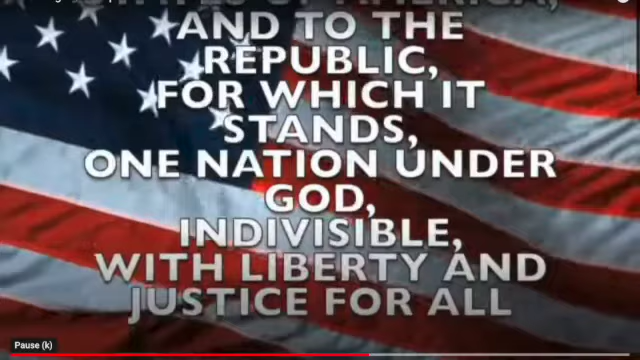 AND TO THE
REPUBLIC,
FOR WHICH IT
STANDS,
ONE NATION UNDER
GOD,
INDIVISIBLE,
WITH LIBERTY AND
JUSTICE FOR ALL
Pause (k)